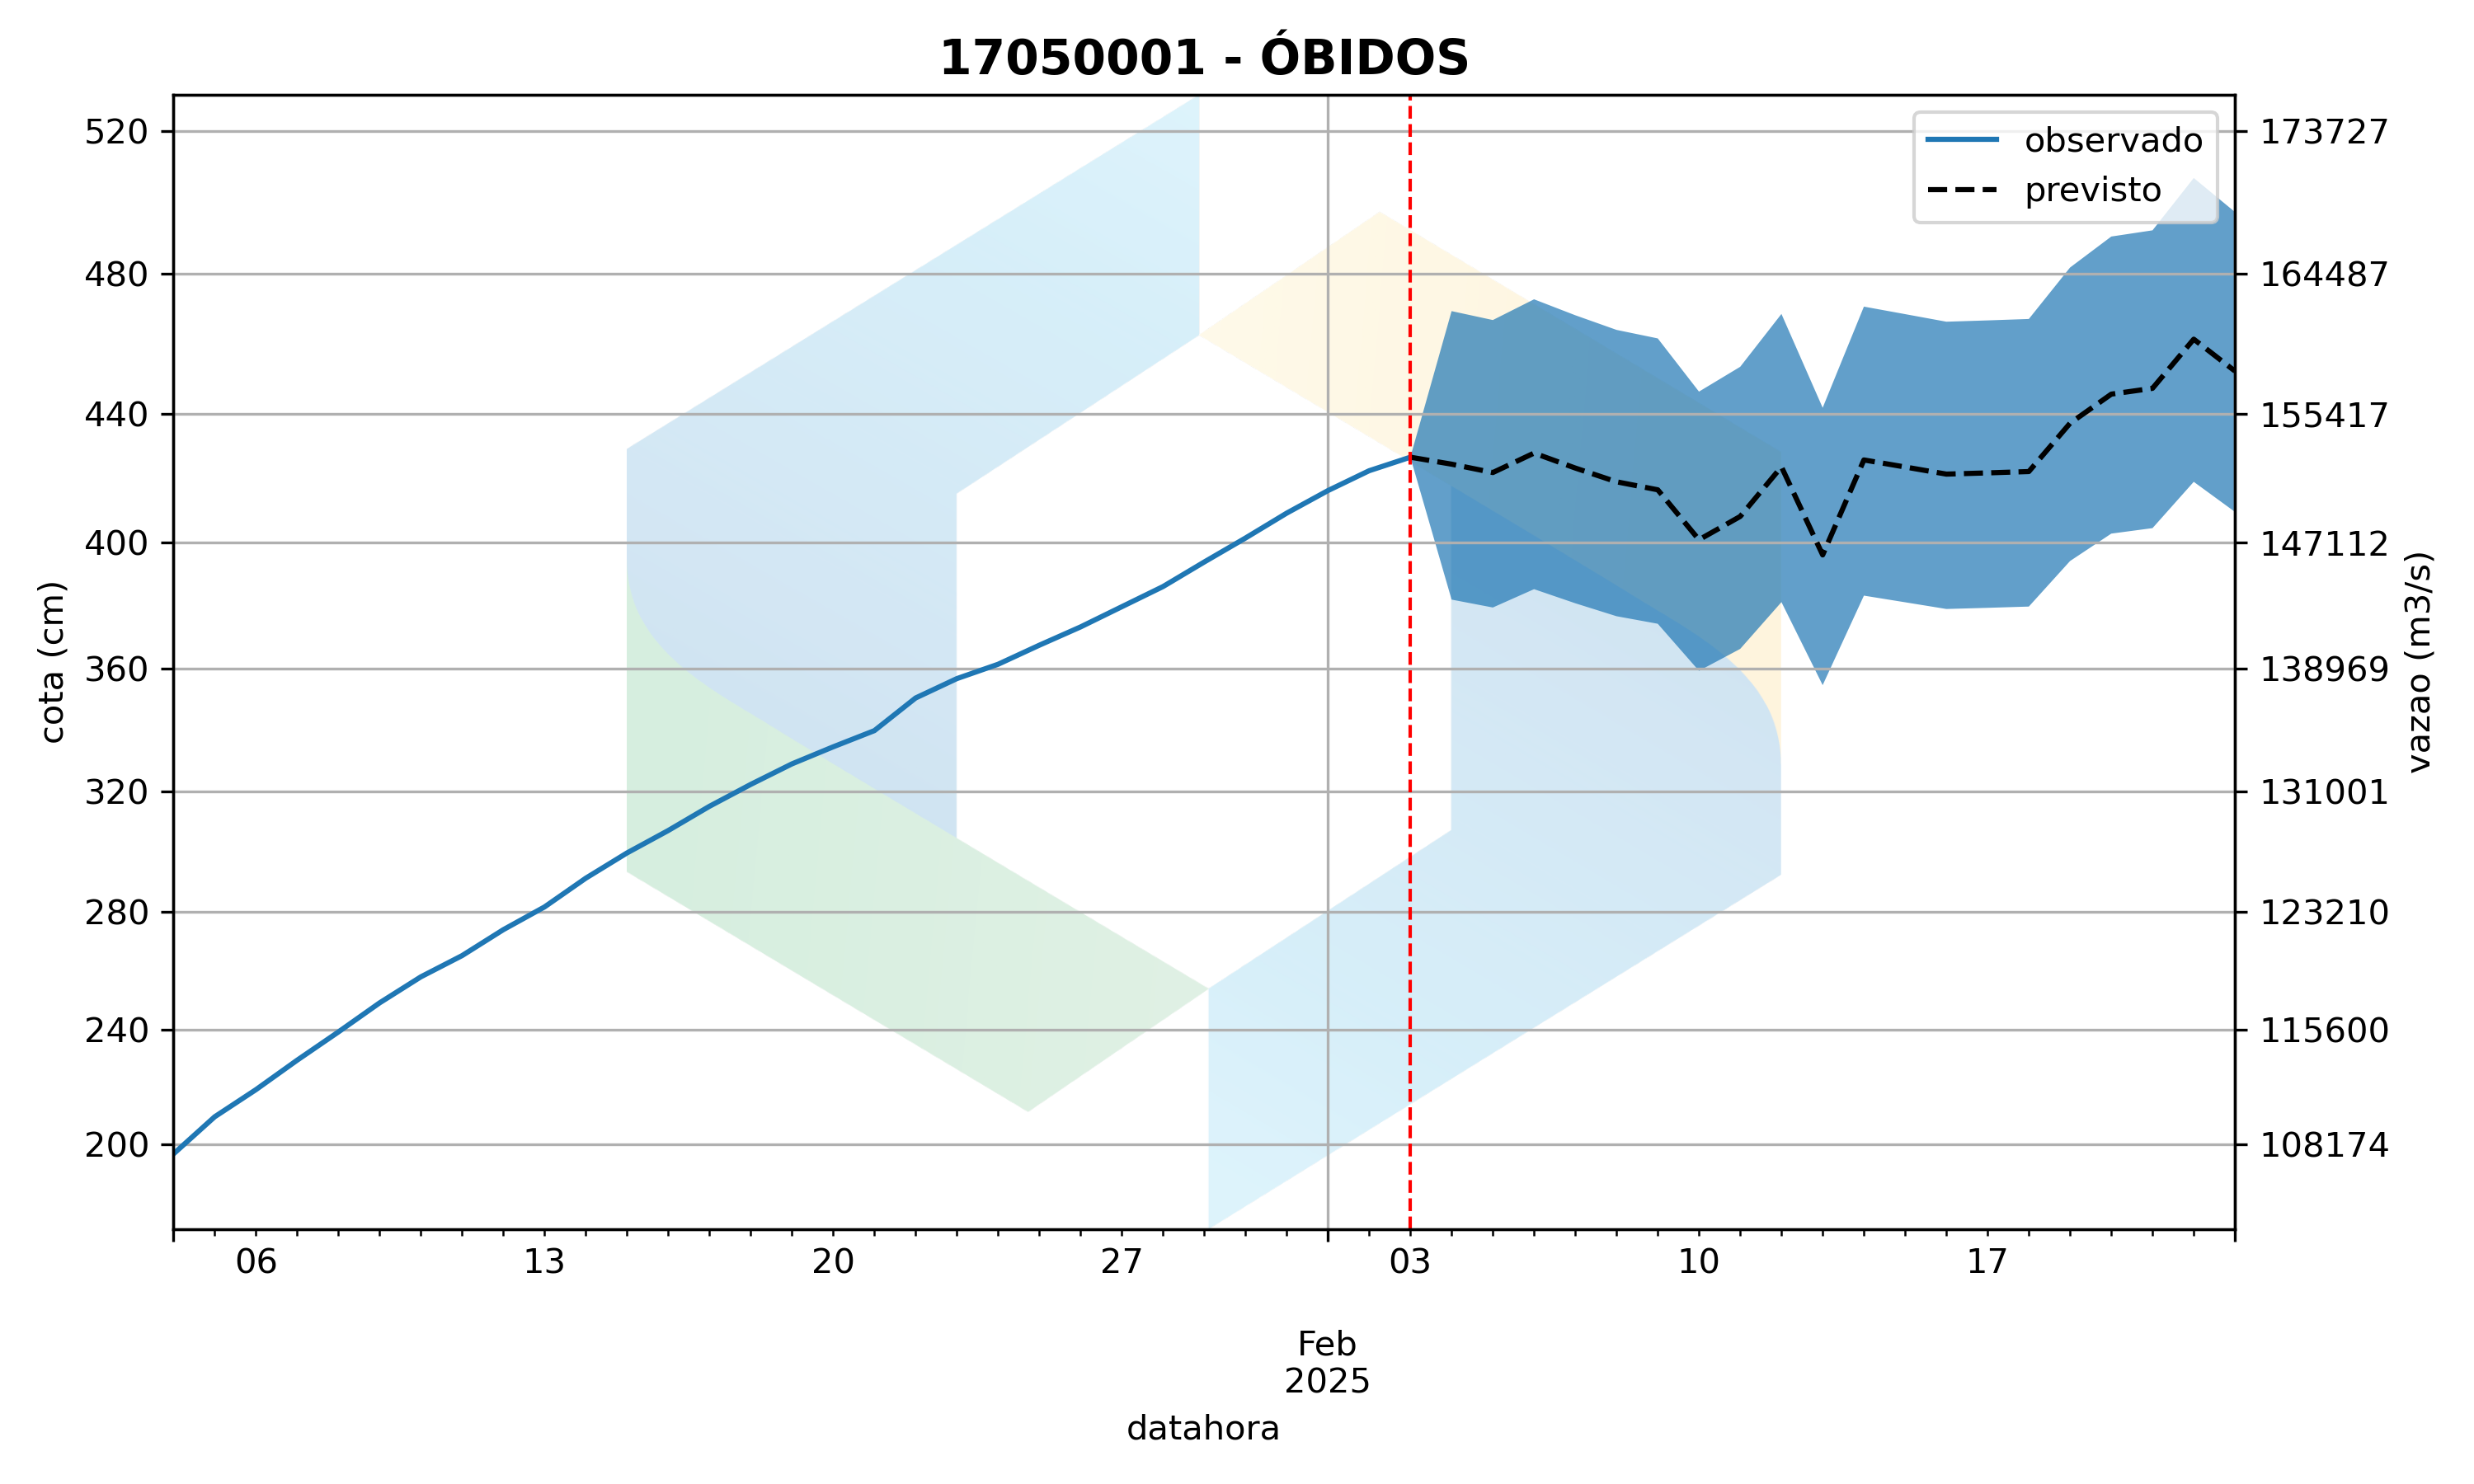 17050001 - ÓBIDOS
observado
previsto
520
480
440
400
360
320
280
240
200
cota (cm)
173727
164487
155417
147112
138969
131001
123210
115600
108174
vazao (m3/s)
06 13 20 27 03 10 17
Feb
2025
datahora